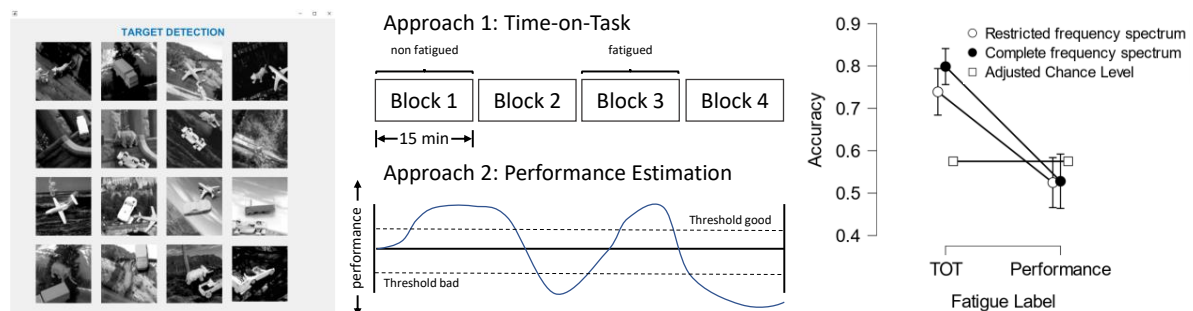 TARGET DETECTION
Approach 1: Time-on-Task
non fatigued
fatigued
Block 1
Block 2
Block 3
Block 4
15 min
Approach 2: Performance Estimation
performance
Threshold good
Threshold bad
Restricted frequency spectrum
Complete frequency spectrum
Adjusted Chance Level
Accuracy
0.9
0.8
0.7
0.6
0.5
0.4
TOT
Performance
Fatigue Label